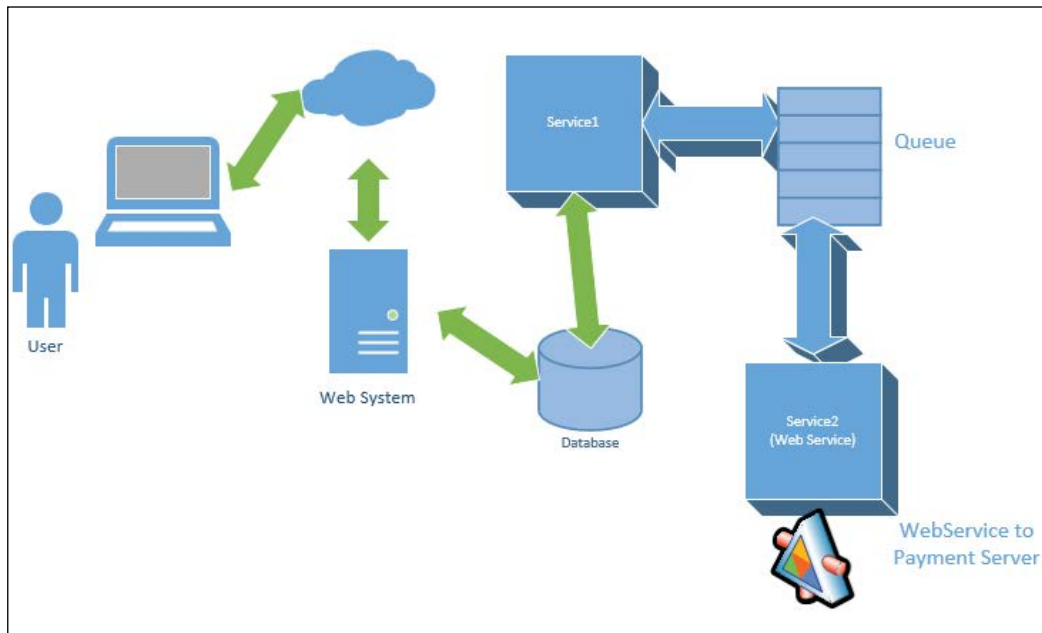 Service1
Queue
User
Web System
Database
Service2
(Web Service)
WebService to
Payment Server